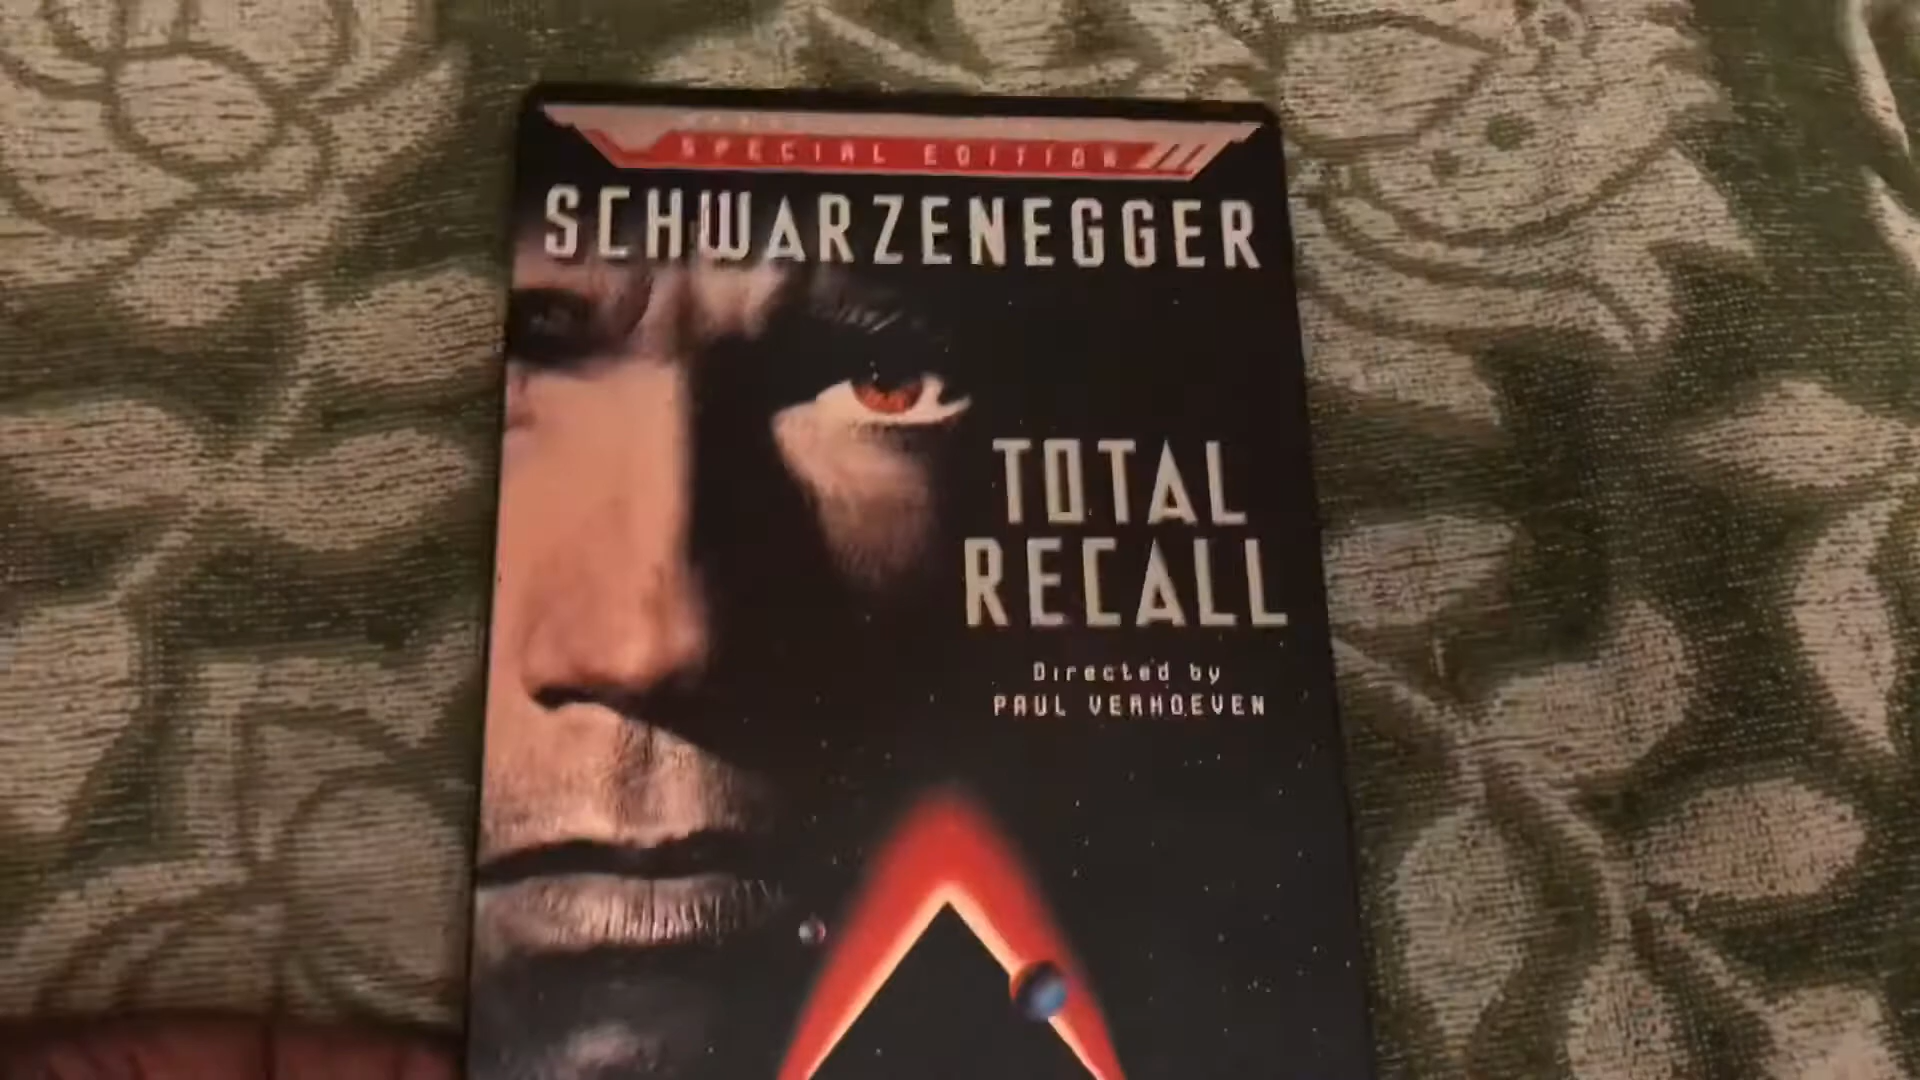 SPECIAL EDITION
SCHWARZENEGGER
TOTAL
RECALL
Directed by
PAUL VERHOEVEN